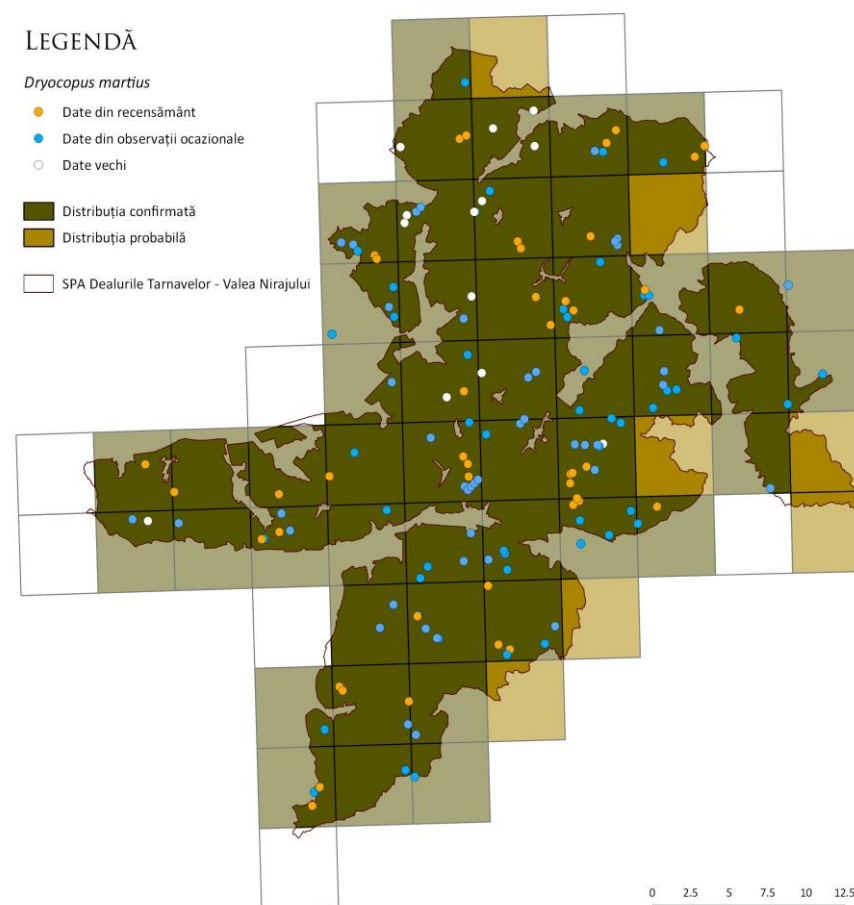 LEGENDĂ
Dryocopus martius
Date din recensământ
Date din observații ocazionale
Date vechi
Distribuția confirmată
Distribuția probabilă
SPA Dealurile Tarnavelor - Valea Nirajului
0 2.5 5 7.5 10 12.5